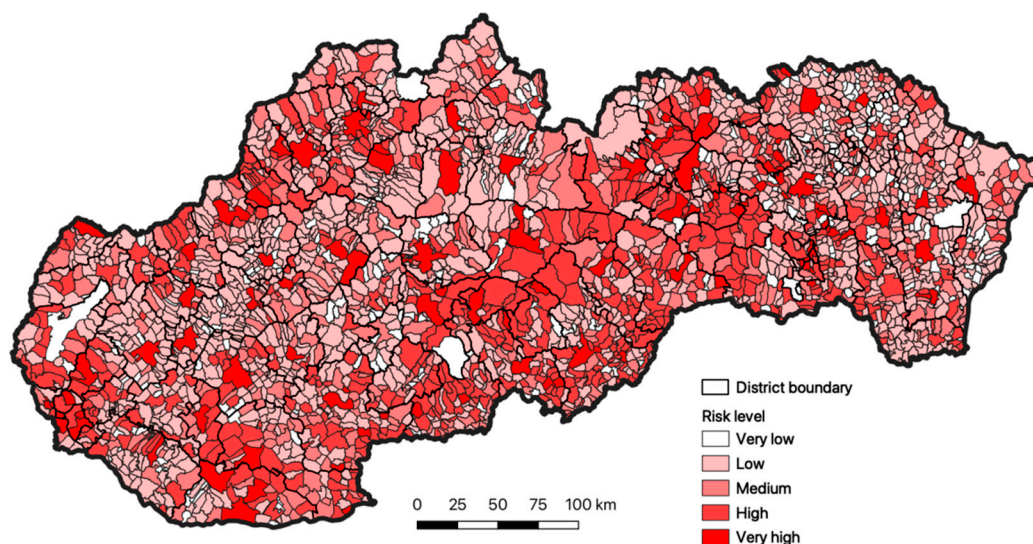 District boundary
Risk level
Very low
Low
Medium
High
Very high
0 25 50 75 100 km